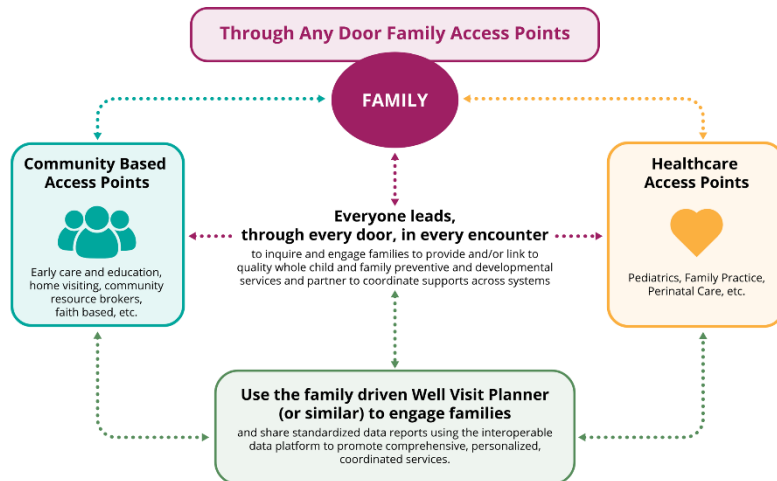 Through Any Door Family Access Points
FAMILY
Community Based
Access Points
Early care and education,
home visiting, community
resource brokers,
faith based, etc.
Everyone leads,
through every door, in every encounter
to inquire and engage families to provide and/or link to
quality whole child and family preventive and developmental
services and partner to coordinate supports across systems
Healthcare
Access Points
Pediatrics, Family Practice,
Perinatal Care, etc.
Use the family driven Well Visit Planner
(or similar) to engage families
and share standardized data reports using the interoperable
data platform to promote comprehensive, personalized,
coordinated services.